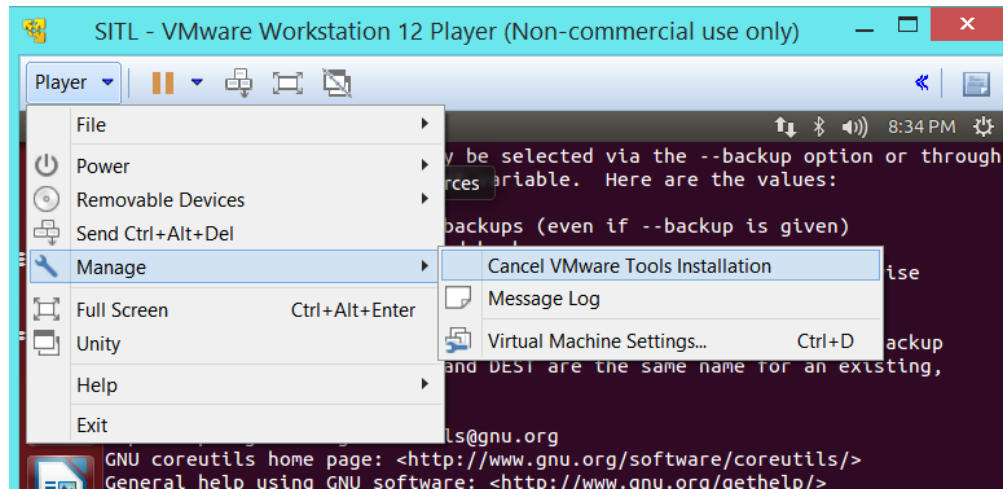 SITL - VMware Workstation 12 Player (Non-commercial use only)
Player
File
8:34 PM
Power
y be selected via the --backup option or through
rces
ariable. Here are the values:
Removable Devices
Send Ctrl+Alt+Del
backups (even if --backup is given)
Manage
Cancel VMware Tools Installation
ise
Message Log
Full Screen Ctrl+Alt+Enter
Unity
Virtual Machine Settings... Ctrl+D
ackup
and DEST are the same name for an existing,
Help
Exit
ls@gnu.org
GNU coreutils home page: <http://www.gnu.org/software/coreutils/>
General help using GNU software: <http://www.gnu.org/gethelp/>